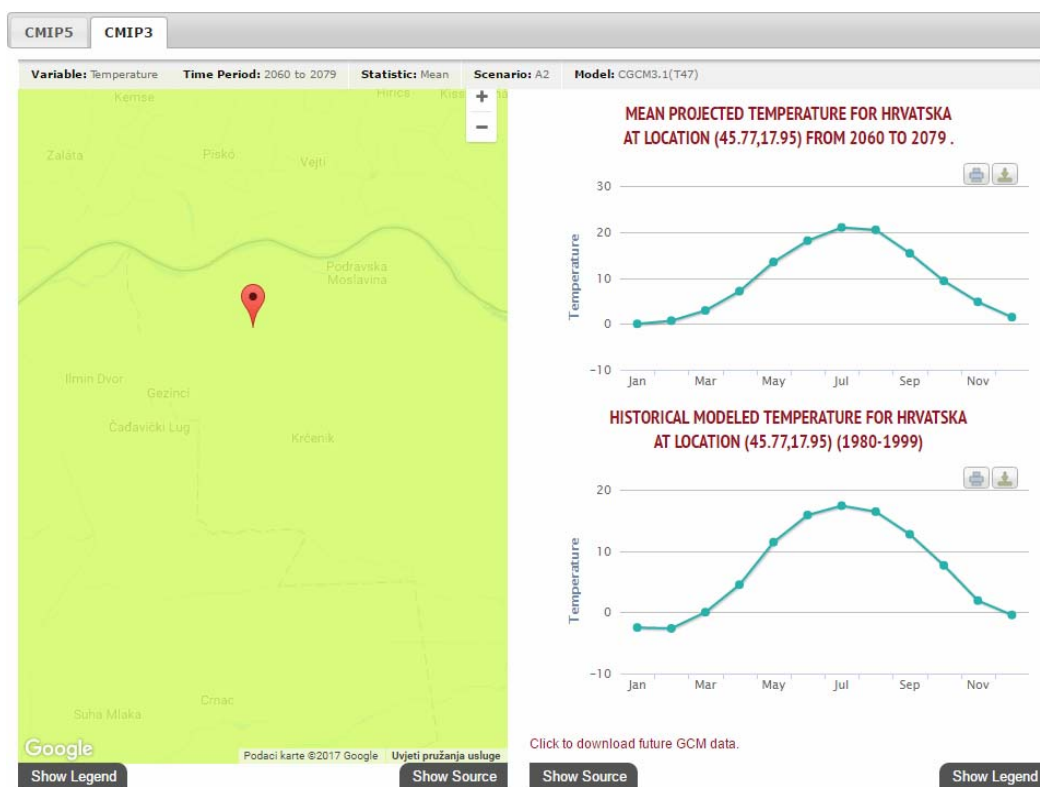 CMIP5
CMIP3
Variable: Temperature Time Period: 2060 to 2079 Statistic: Mean Scenario: A2 Model: CGCM3.1(T47)
Kemse
Hirics
+
−
Zaláta
Piskó
Vejti
Podravska
Moslavina
Ilmin Dvor
Gezinci
Čađavički Lug
Krčenik
Crnac
Suha Mlaka
Google
Podaci karte ©2017 Google
Uvjeti pružanja usluge
Show Legend
Show Source
MEAN PROJECTED TEMPERATURE FOR HRVATSKA
AT LOCATION (45.77,17.95) FROM 2060 TO 2079 .
30
20
10
0
-10
Temperature
Jan Mar May Jul Sep Nov
HISTORICAL MODELED TEMPERATURE FOR HRVATSKA
AT LOCATION (45.77,17.95) (1980-1999)
20
10
0
-10
Temperature
Jan Mar May Jul Sep Nov
Click to download future GCM data.
Show Source
Show Legend